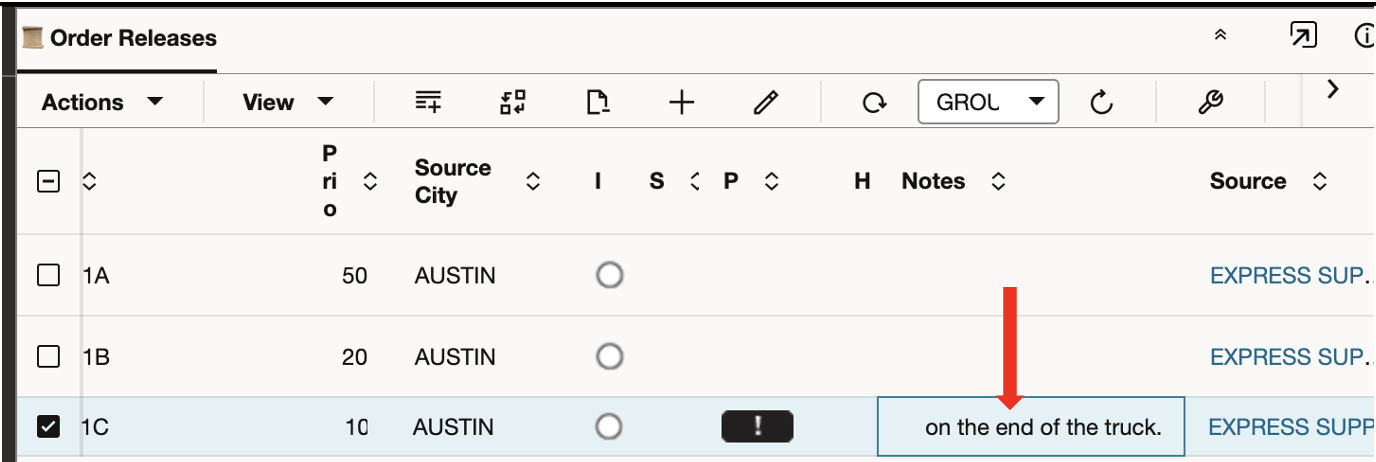 Order Releases
Actions View GROU
P
ri
o
Source
City
I S P H Notes Source
1A 50 AUSTIN EXPRESS SUP...
1B 20 AUSTIN EXPRESS SUP...
1C 10 AUSTIN ! on the end of the truck. EXPRESS SUPP